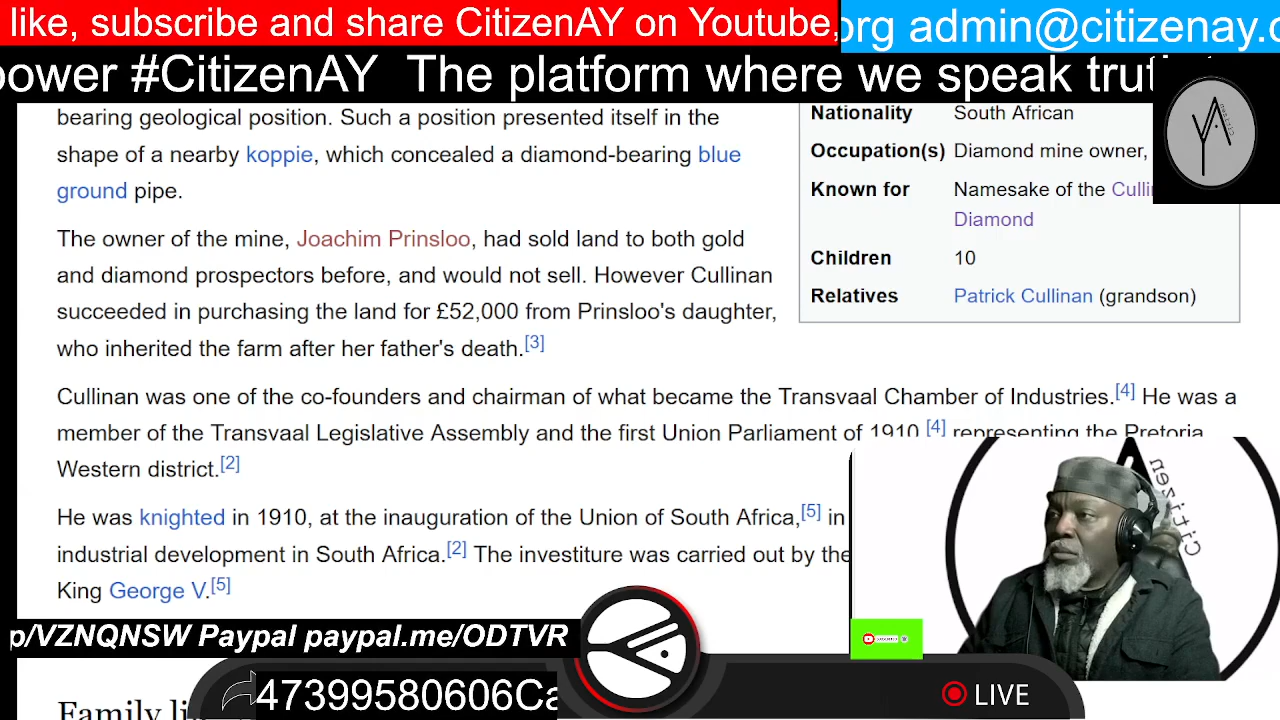 like, subscribe and share CitizenAY on Youtube,
org admin@citizenay.
power #CitizenAY The platform where we speak
bearing geological position. Such a position presented itself in the
shape of a nearby koppie, which concealed a diamond-bearing blue
ground pipe.
Nationality South African
Occupation(s) Diamond mine owner,
Known for Namesake of the
Diamond
Children 10
Relatives Patrick Cullinan (grandson)
The owner of the mine, Joachim Prinsloo, had sold land to both gold
and diamond prospectors before, and would not sell. However Cullinan
succeeded in purchasing the land for £52,000 from Prinsloo's daughter,
who inherited the farm after her father's death.[3]
Cullinan was one of the co-founders and chairman of what became the Transvaal Chamber of Industries.[4] He was a
member of the Transvaal Legislative Assembly and the first Union Parliament of 1910,[4] representing the Pretoria
Western district.[2]
He was knighted in 1910, at the inauguration of the Union of South Africa,[5] in
industrial development in South Africa.[2] The investiture was carried out by the
King George V.[5]
Citizen
p/VZNQNSW Paypal paypal.me/ODTVR
47399580606Ca
LIVE
Family